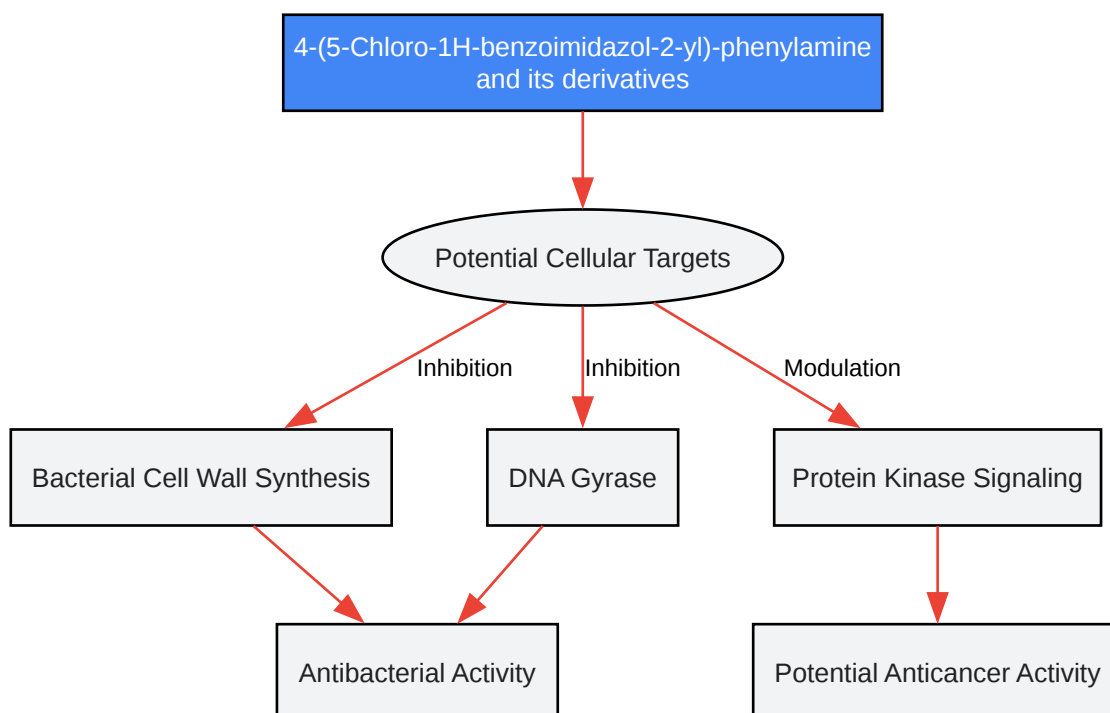 4-(5-Chloro-1H-benzoimidazol-2-yl)-phenylamine
and its derivatives
Potential Cellular Targets
Inhibition
Inhibition
Modulation
Bacterial Cell Wall Synthesis
DNA Gyrase
Protein Kinase Signaling
Antibacterial Activity
Potential Anticancer Activity